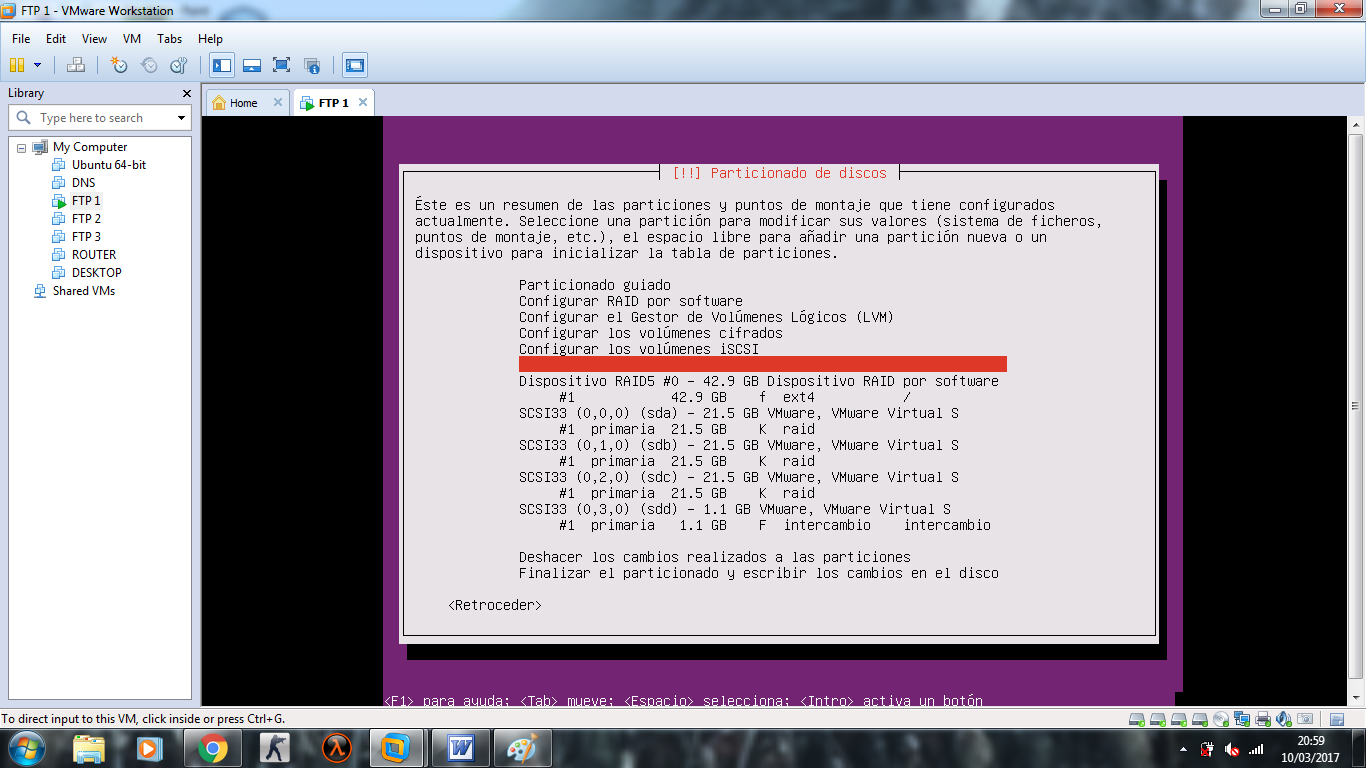 FTP 1 - VMware Workstation
File Edit View VM Tabs Help
Library
Type here to search
My Computer
Ubuntu 64-bit
DNS
FTP 1
FTP 2
FTP 3
ROUTER
DESKTOP
Shared VMs
Home
FTP 1
[!!] Particionado de discos
Éste es un resumen de las particiones y puntos de montaje que tiene configurados
actualmente. Seleccione una partición para modificar sus valores (sistema de ficheros,
puntos de montaje, etc.), el espacio libre para añadir una partición nueva o un
dispositivo para inicializar la tabla de particiones.
Particionado guiado
Configurar RAID por software
Configurar el Gestor de Volúmenes Lógicos (LVM)
Configurar los volúmenes cifrados
Configurar los volúmenes iSCSI
Dispositivo RAID5 #0 - 42.9 GB Dispositivo RAID por software
#1 42.9 GB f ext4 /
SCSI33 (0,0,0) (sda) - 21.5 GB VMware, VMware Virtual S
#1 primaria 21.5 GB K raid
SCSI33 (0,1,0) (sdb) - 21.5 GB VMware, VMware Virtual S
#1 primaria 21.5 GB K raid
SCSI33 (0,2,0) (sdc) - 21.5 GB VMware, VMware Virtual S
#1 primaria 21.5 GB K raid
SCSI33 (0,3,0) (sdd) - 1.1 GB VMware, VMware Virtual S
#1 primaria 1.1 GB F intercambio intercambio
Deshacer los cambios realizados a las particiones
Finalizar el particionado y escribir los cambios en el disco
<Retroceder>
<F1> para ayuda; <Tab> mueve; <Espacio> selecciona; <Intro> activa un botón
To direct input to this VM, click inside or press Ctrl+G.
20:59
10/03/2017